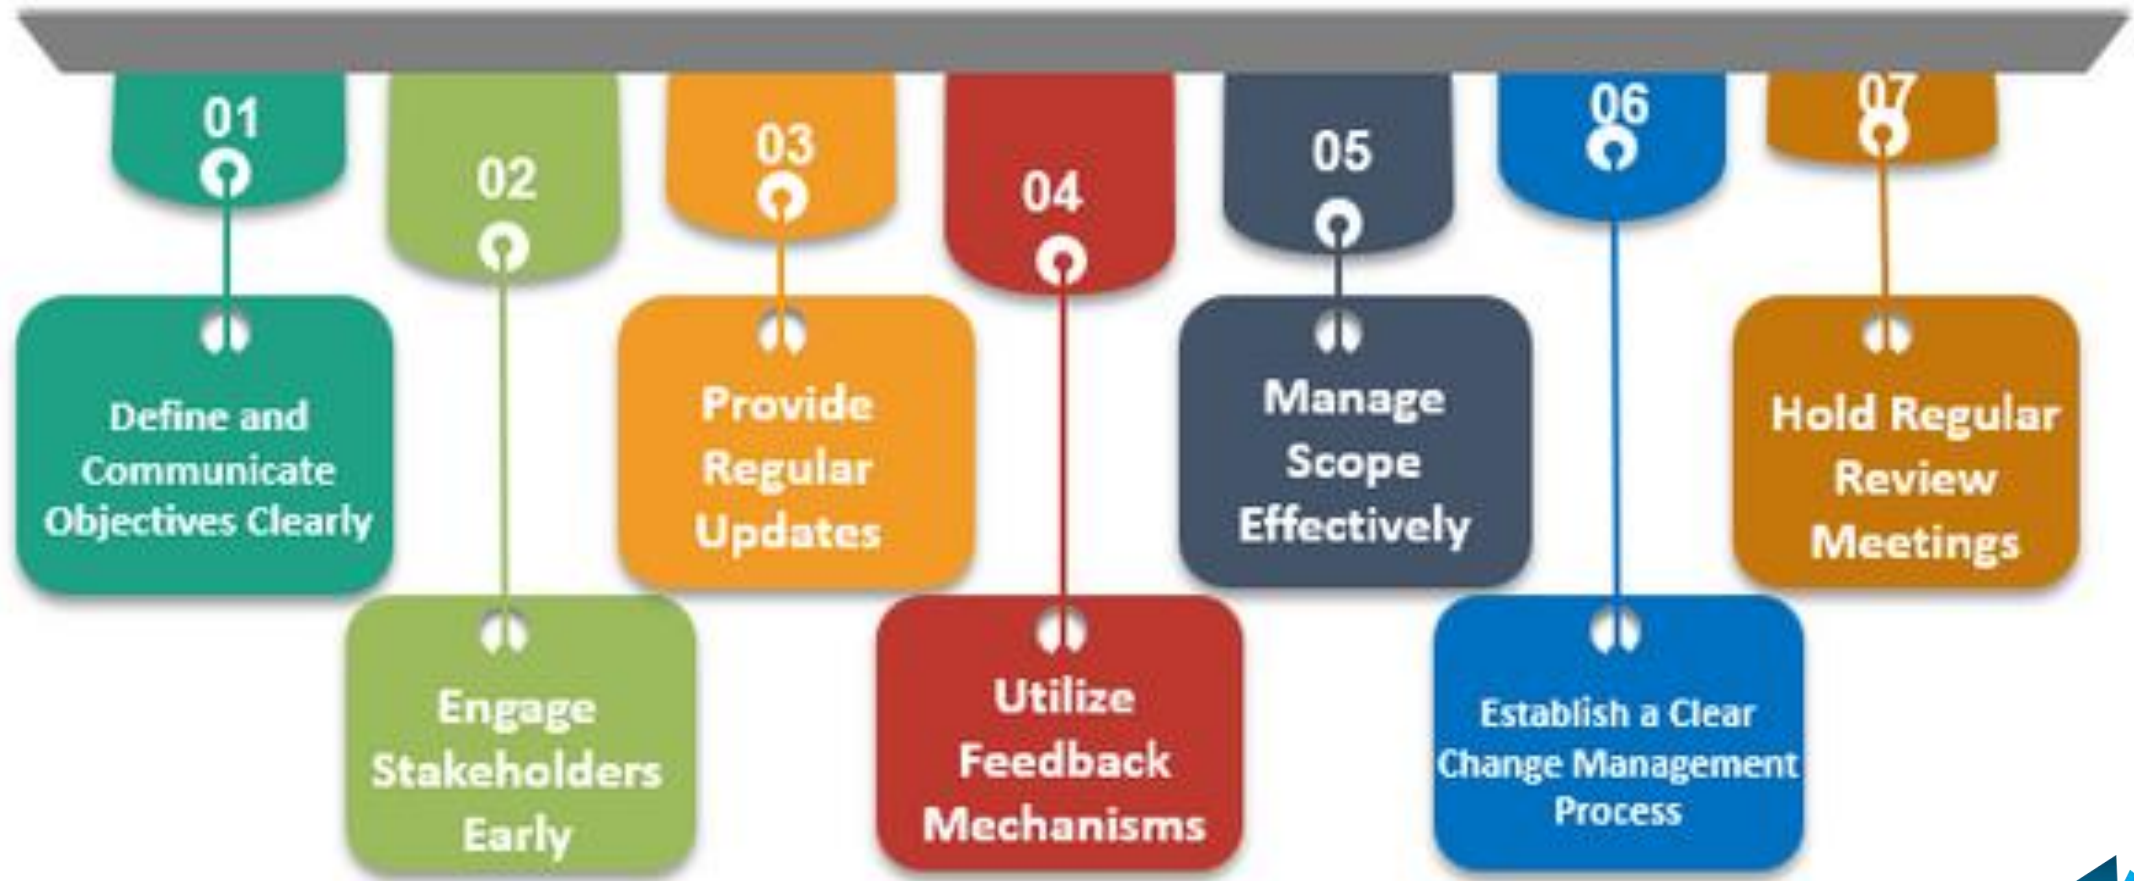 01
Define and
Communicate
Objectives Clearly
02
Engage
Stakeholders
Early
03
Provide
Regular
Updates
04
Utilize
Feedback
Mechanisms
05
Manage
Scope
Effectively
06
Establish a Clear
Change Management
Process
07
Hold Regular
Review
Meetings